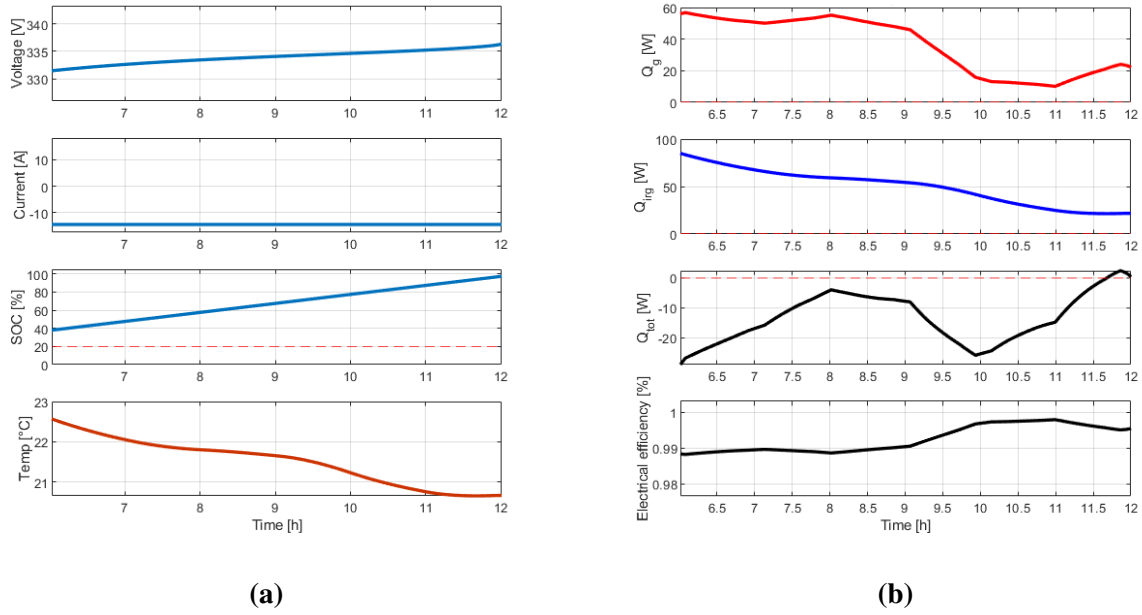 Voltage [V]
340
335
330
7 8 9 10 11 12
Current [A]
10
0
-10
7 8 9 10 11 12
SOC [%]
100
80
60
40
20
0
7 8 9 10 11 12
Temp [°C]
23
22
21
7 8 9 10 11 12
Time [h]
(a)
Q_g [W]
60
40
20
0
6.5 7 7.5 8 8.5 9 9.5 10 10.5 11 11.5 12
Q_irg [W]
100
50
0
6.5 7 7.5 8 8.5 9 9.5 10 10.5 11 11.5 12
Q_tot [W]
0
-10
-20
6.5 7 7.5 8 8.5 9 9.5 10 10.5 11 11.5 12
Electrical efficiency [%]
1
0.99
0.98
6.5 7 7.5 8 8.5 9 9.5 10 10.5 11 11.5 12
Time [h]
(b)